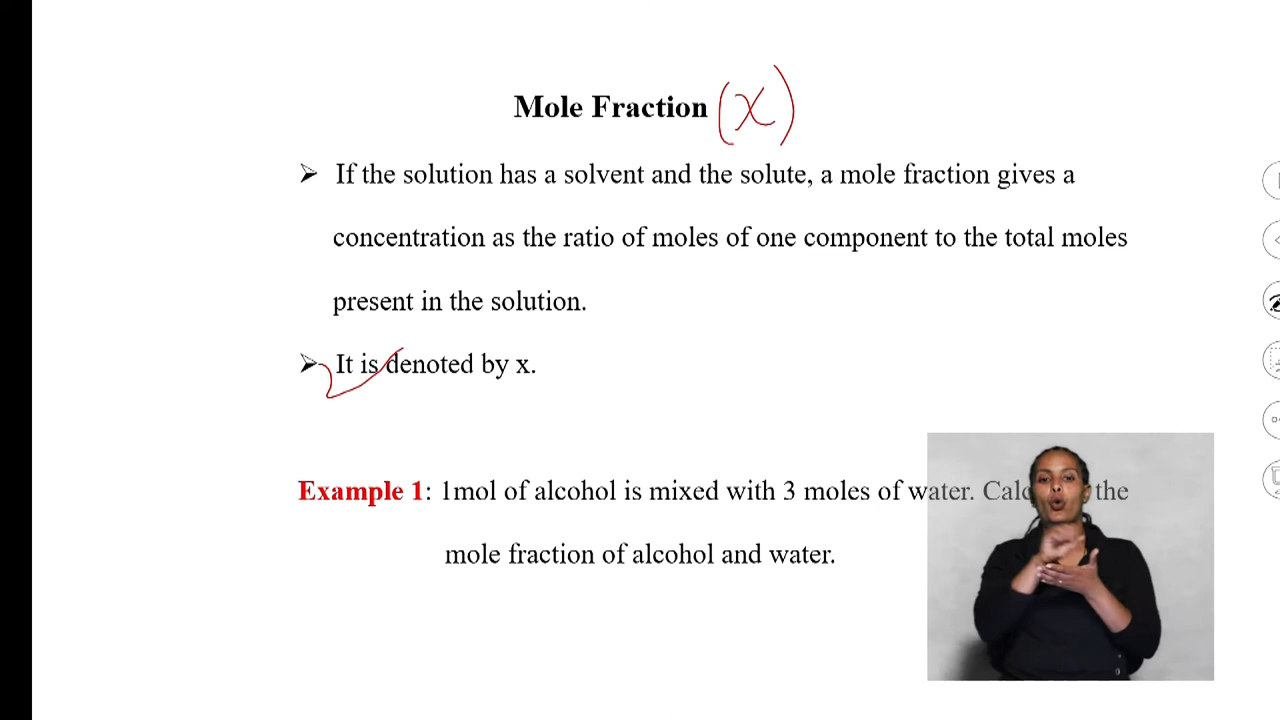 Mole Fraction (x)
➢ If the solution has a solvent and the solute, a mole fraction gives a
concentration as the ratio of moles of one component to the total moles
present in the solution.
➢ It is denoted by x.
Example 1: 1mol of alcohol is mixed with 3 moles of water. the
mole fraction of alcohol and water.